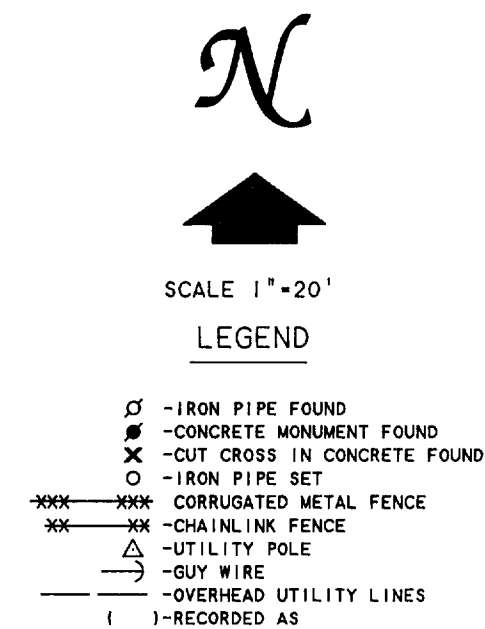 N
SCALE 1"=20'
LEGEND
-IRON PIPE FOUND
-CONCRETE MONUMENT FOUND
-CUT CROSS IN CONCRETE FOUND
-IRON PIPE SET
CORRUGATED METAL FENCE
-CHAINLINK FENCE
-UTILITY POLE
-GUY WIRE
-OVERHEAD UTILITY LINES
( )-RECORDED AS